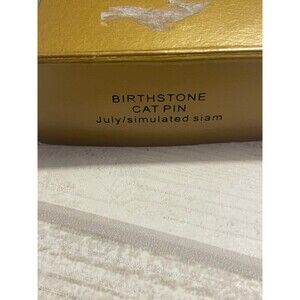 BIRTHSTONE
CAT PIN
July/simulated siam